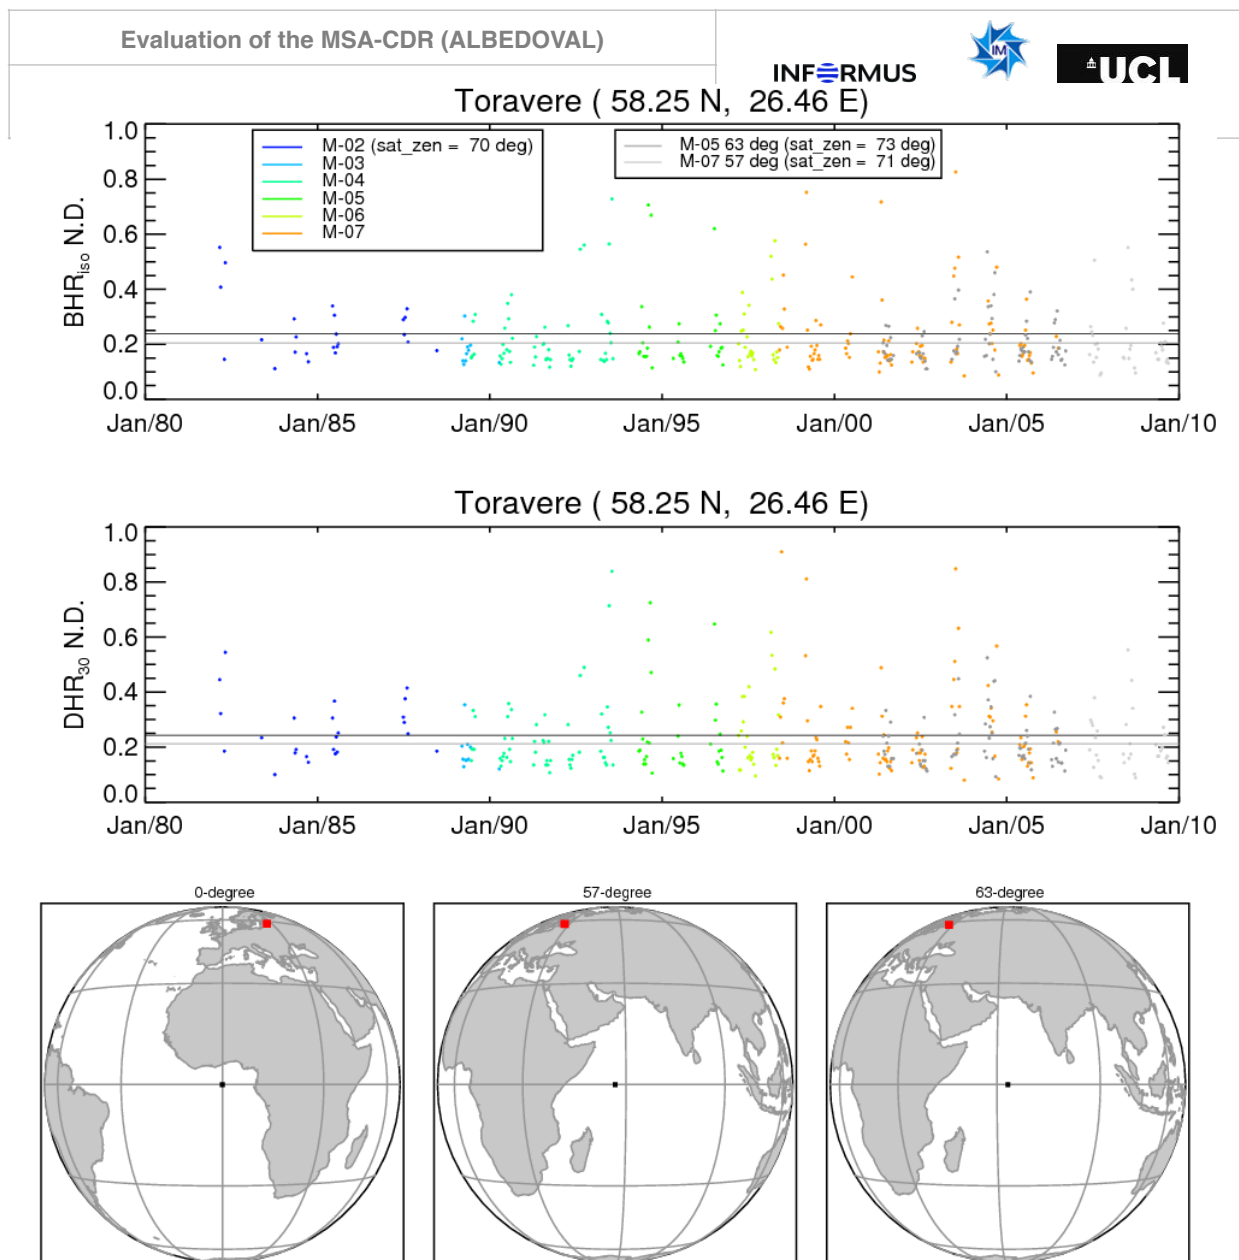 Evaluation of the MSA-CDR (ALBEDOVAL)
IM
INFORMUS
UCL
Toravere ( 58.25 N, 26.46 E)
1.0
0.8
0.6
0.4
0.2
0.0
BHRiso N.D.
M-02 (sat_zen = 70 deg)
M-03
M-04
M-05
M-06
M-07
M-05 63 deg (sat_zen = 73 deg)
M-07 57 deg (sat_zen = 71 deg)
Jan/80 Jan/85 Jan/90 Jan/95 Jan/00 Jan/05 Jan/10
Toravere ( 58.25 N, 26.46 E)
1.0
0.8
0.6
0.4
0.2
0.0
DHR30 N.D.
Jan/80 Jan/85 Jan/90 Jan/95 Jan/00 Jan/05 Jan/10
0-degree 57-degree 63-degree